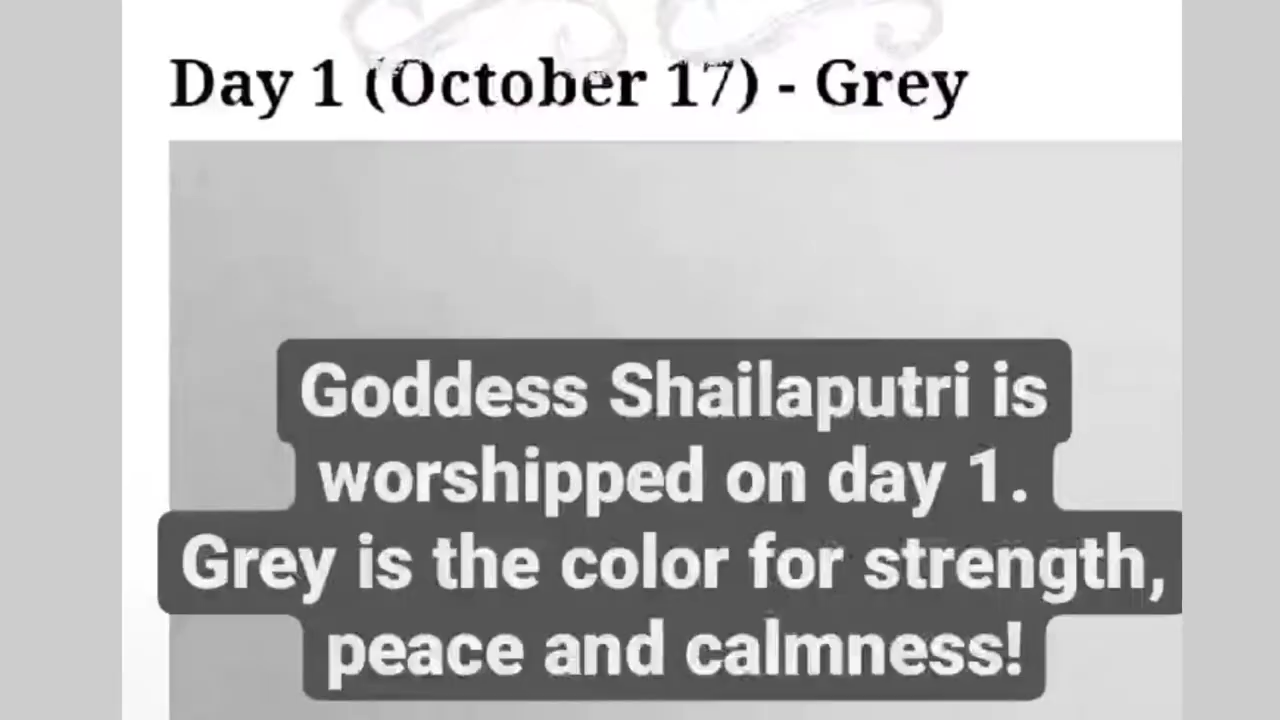 Day 1 (October 17) - Grey
Goddess Shailaputri is
worshipped on day 1.
Grey is the color for strength,
peace and calmness!